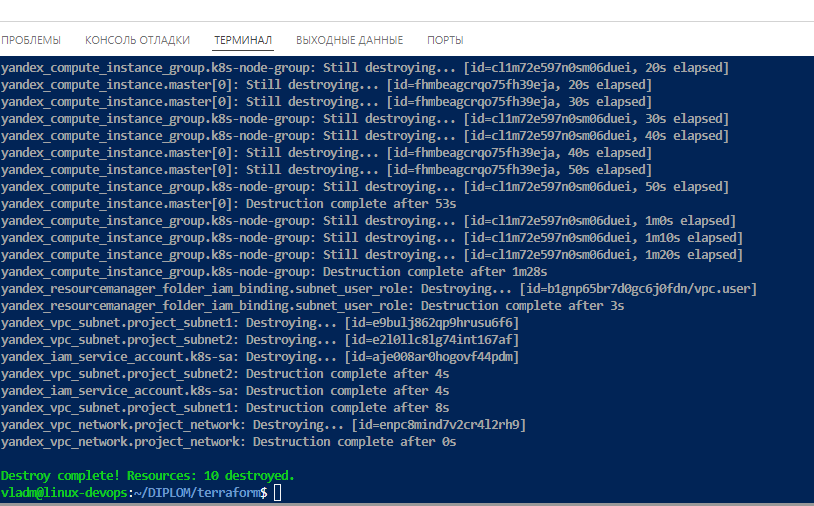 ПРОБЛЕМЫ КОНСОЛЬ ОТЛАДКИ ТЕРМИНАЛ ВЫХОДНЫЕ ДАННЫЕ ПОРТЫ
yandex_compute_instance_group.k8s-node-group: Still destroying... [id=cl1m72e597n0sm06duei, 20s elapsed]
yandex_compute_instance.master[0]: Still destroying... [id=fhmbeagcrqo75fh39eja, 20s elapsed]
yandex_compute_instance.master[0]: Still destroying... [id=fhmbeagcrqo75fh39eja, 30s elapsed]
yandex_compute_instance_group.k8s-node-group: Still destroying... [id=cl1m72e597n0sm06duei, 30s elapsed]
yandex_compute_instance_group.k8s-node-group: Still destroying... [id=cl1m72e597n0sm06duei, 40s elapsed]
yandex_compute_instance.master[0]: Still destroying... [id=fhmbeagcrqo75fh39eja, 40s elapsed]
yandex_compute_instance.master[0]: Still destroying... [id=fhmbeagcrqo75fh39eja, 50s elapsed]
yandex_compute_instance_group.k8s-node-group: Still destroying... [id=cl1m72e597n0sm06duei, 50s elapsed]
yandex_compute_instance.master[0]: Destruction complete after 53s
yandex_compute_instance_group.k8s-node-group: Still destroying... [id=cl1m72e597n0sm06duei, 1m0s elapsed]
yandex_compute_instance_group.k8s-node-group: Still destroying... [id=cl1m72e597n0sm06duei, 1m10s elapsed]
yandex_compute_instance_group.k8s-node-group: Still destroying... [id=cl1m72e597n0sm06duei, 1m20s elapsed]
yandex_compute_instance_group.k8s-node-group: Destruction complete after 1m28s
yandex_resourcemanager_folder_iam_binding.subnet_user_role: Destroying... [id=b1gnp65br7d0gc6j0fdn/vpc.user]
yandex_resourcemanager_folder_iam_binding.subnet_user_role: Destruction complete after 3s
yandex_vpc_subnet.project_subnet1: Destroying... [id=e9bulj862qp9hrusu6f6]
yandex_vpc_subnet.project_subnet2: Destroying... [id=e2l0llc8lg74int167af]
yandex_iam_service_account.k8s-sa: Destroying... [id=aje008ar0hogovf44pdm]
yandex_vpc_subnet.project_subnet2: Destruction complete after 4s
yandex_iam_service_account.k8s-sa: Destruction complete after 4s
yandex_vpc_subnet.project_subnet1: Destruction complete after 8s
yandex_vpc_network.project_network: Destroying... [id=enpc8mind7v2cr4l2rh9]
yandex_vpc_network.project_network: Destruction complete after 0s
Destroy complete! Resources: 10 destroyed.
vladm@linux-devops:~/DIPLOM/terraform$